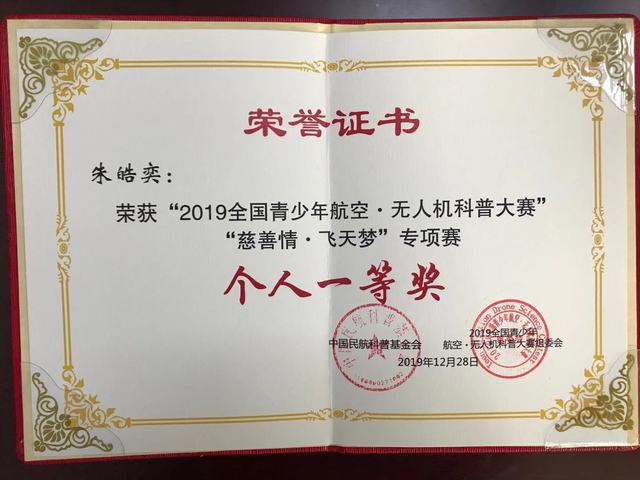 荣誉证书
朱皓奕：
荣获“2019全国青少年航空·无人机科普大赛”
“慈善情·飞天梦”专项赛
个人一等奖
中国民航科普基金会
2019全国青少年
航空·无人机科普大赛组委会
2019年12月28日